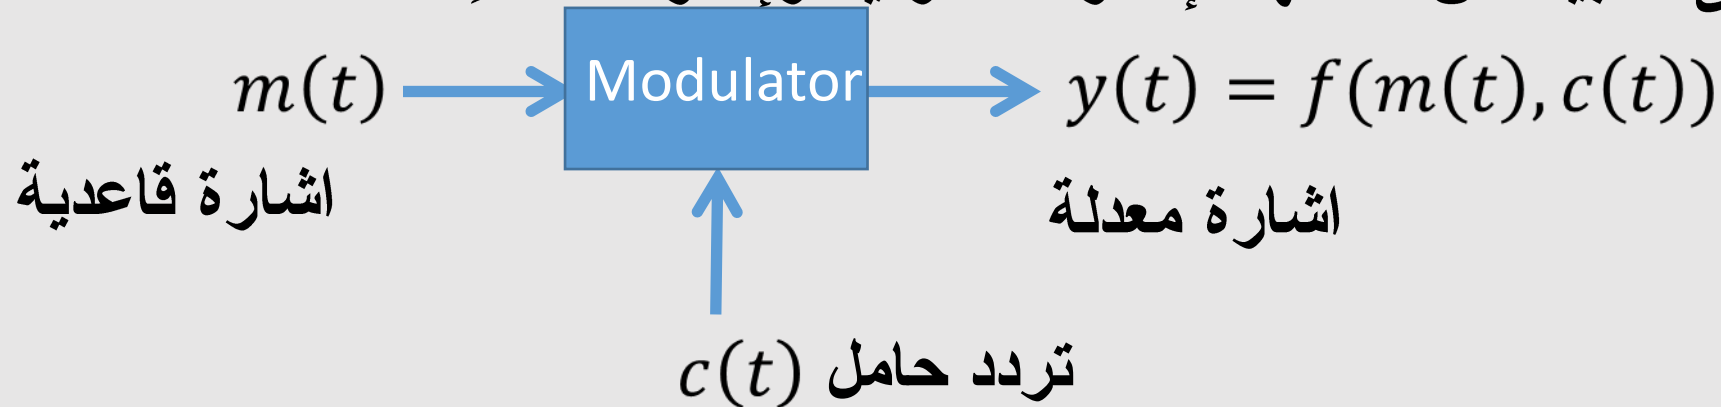 m(t) Modulator y(t) = f(m(t), c(t))
اشارة قاعدية
اشارة معدلة
تردد حامل c(t)